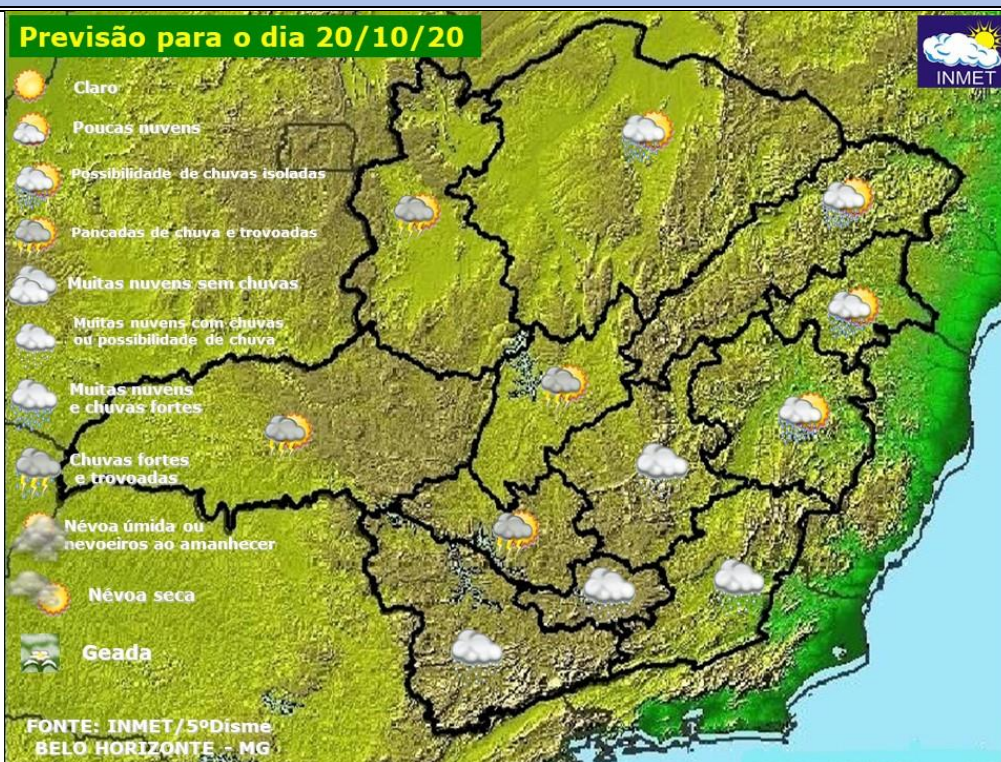 Previsão para o dia 20/10/20
INMET
Claro
Poucas nuvens
Possibilidade de chuvas isoladas
Pancadas de chuva e trovoadas
Muitas nuvens sem chuvas
Muitas nuvens com chuvas
ou possibilidade de chuva
Muitas nuvens
e chuvas fortes
Chuvas fortes
e trovoadas
Névoa úmida ou
nevoeiros ao amanhecer
Névoa seca
Geada
FONTE: INMET/5ºDisme
BELO HORIZONTE - MG